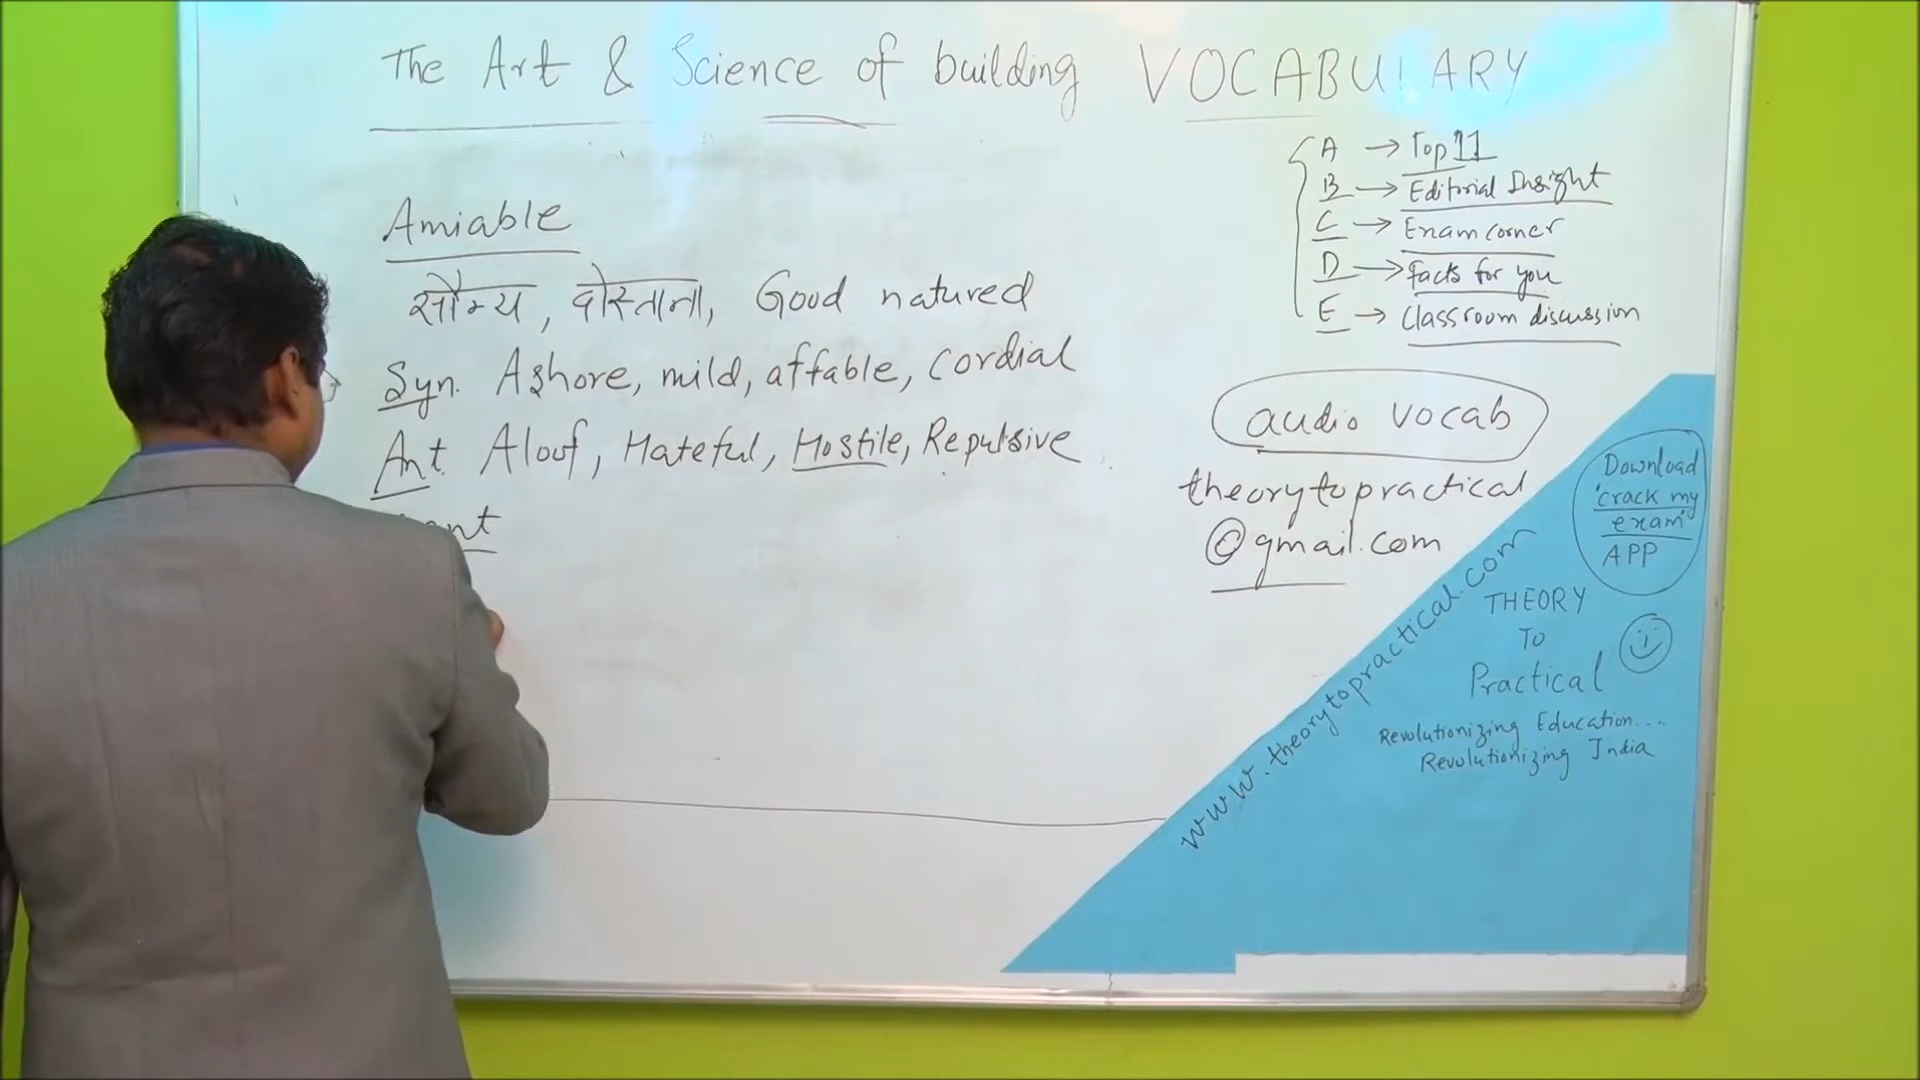 The Art & Science of building VOCABULARY
A → Top 11
B → Editorial Insight
C → Exam corner
D → facts for you
E → Classroom discussion
Amiable
सौम्य, दोस्ताना, Good natured
Syn. Ashore, mild, affable, Cordial
Ant. Alouf, Hateful, Hostile, Repulsive
audio vocab
theorytopractical
@gmail.com
Download
'crack my
exam'
APP
www.theorytopractical.com
THEORY
To
Practical
Revolutionizing Education...
Revolutionizing India